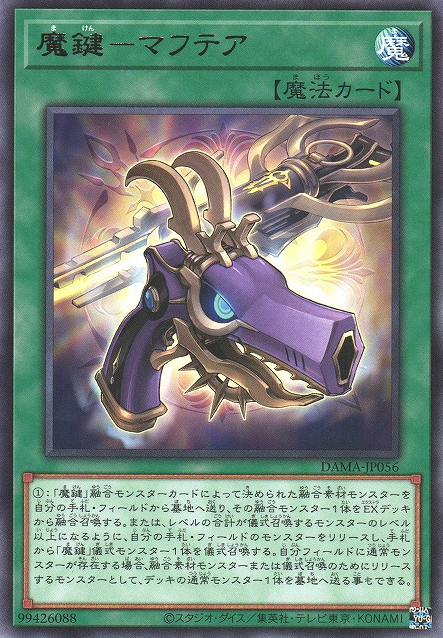 魔鍵－マフテア
【魔法カード】
DAMA-JP056
①：「魔鍵」融合モンスターカードによって決められた融合素材モンスターを
自分の手札・フィールドから墓地へ送り、その融合モンスター1体をEXデッキ
から融合召喚する。または、レベルの合計が儀式召喚するモンスターのレベル
以上になるように、自分の手札・フィールドのモンスターをリリースし、手札
から「魔鍵」儀式モンスター1体を儀式召喚する。自分フィールドに通常モン
スターが存在する場合、融合モンスターまたは儀式召喚のためにリリー
スするモンスターとして、デッキの通常モンスター1体を墓地へ送る事もできる。
99426088
©スタジオ・ダイス／集英社・テレビ東京・KONAMI